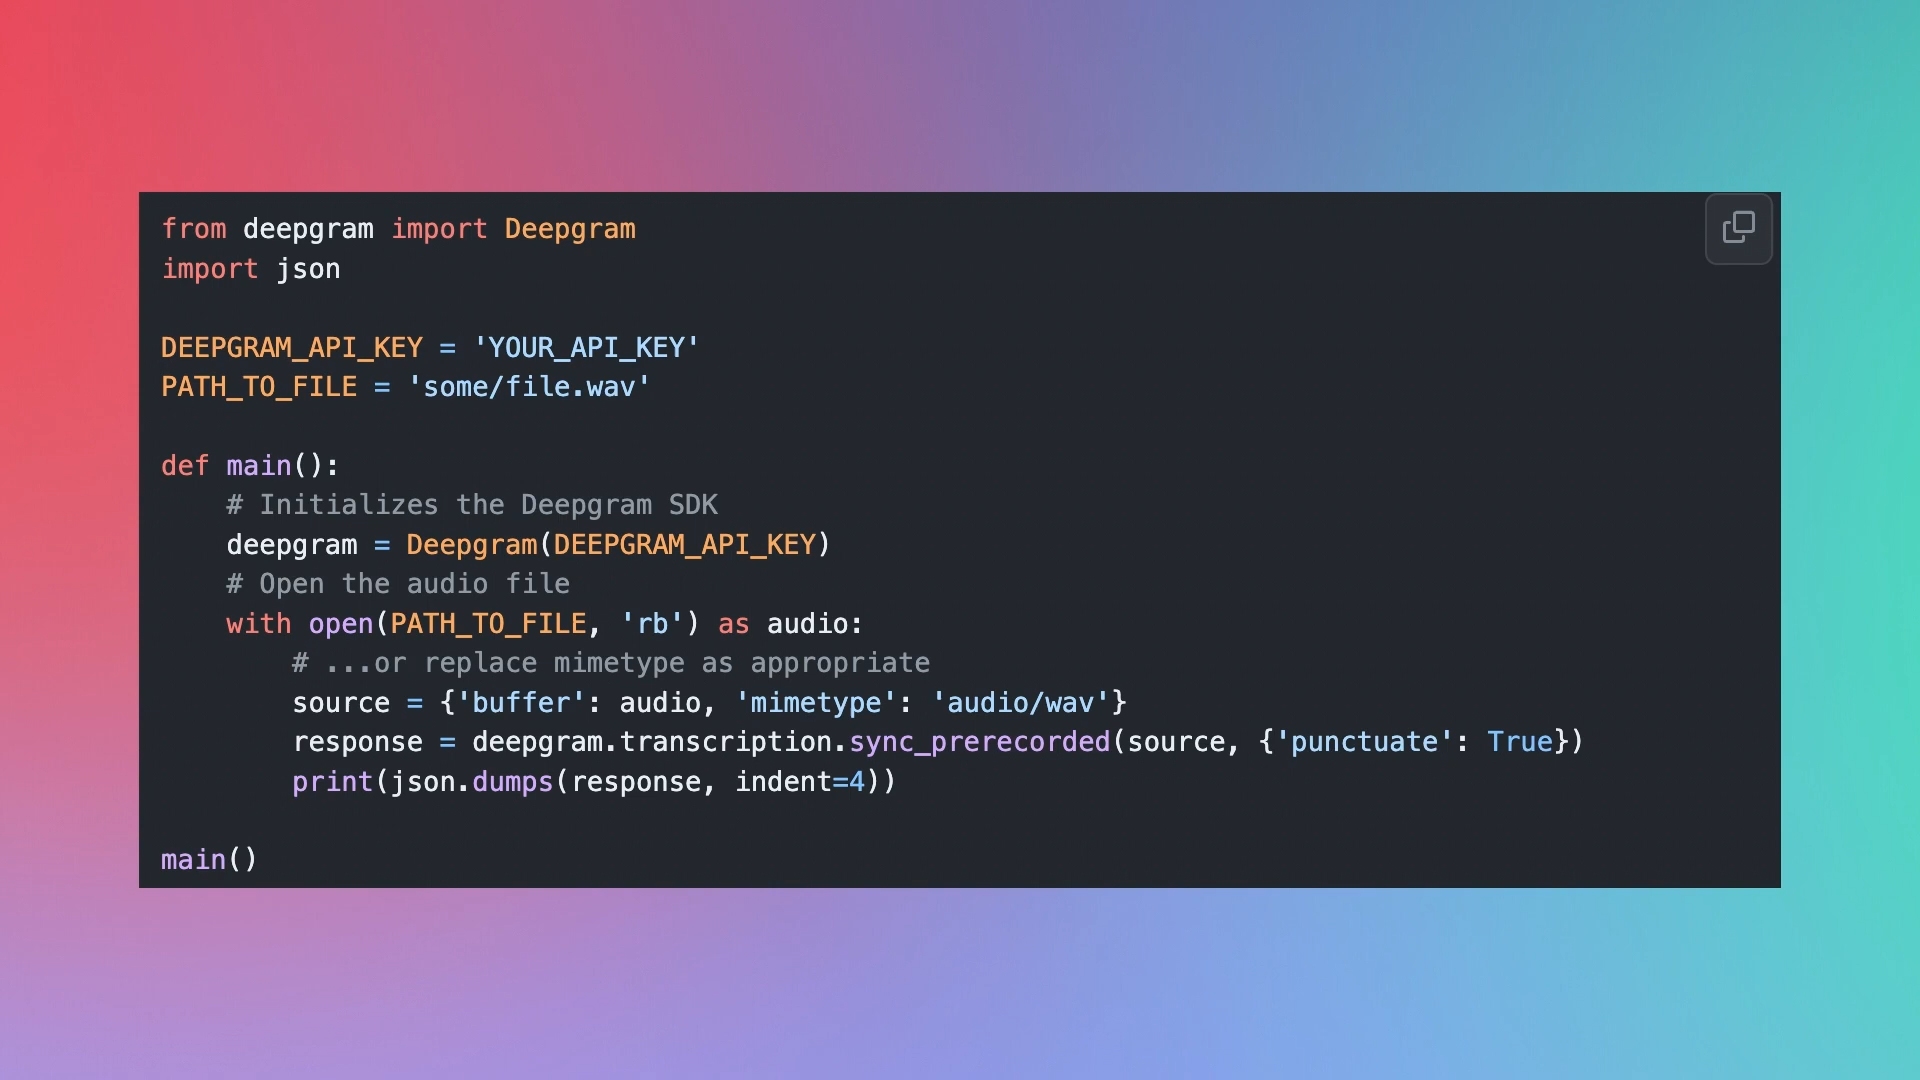 from deepgram import Deepgram
import json

DEEPGRAM_API_KEY = 'YOUR_API_KEY'
PATH_TO_FILE = 'some/file.wav'

def main():
    # Initializes the Deepgram SDK
    deepgram = Deepgram(DEEPGRAM_API_KEY)
    # Open the audio file
    with open(PATH_TO_FILE, 'rb') as audio:
        # ...or replace mimetype as appropriate
        source = {'buffer': audio, 'mimetype': 'audio/wav'}
        response = deepgram.transcription.sync_prerecorded(source, {'punctuate': True})
        print(json.dumps(response, indent=4))

main()